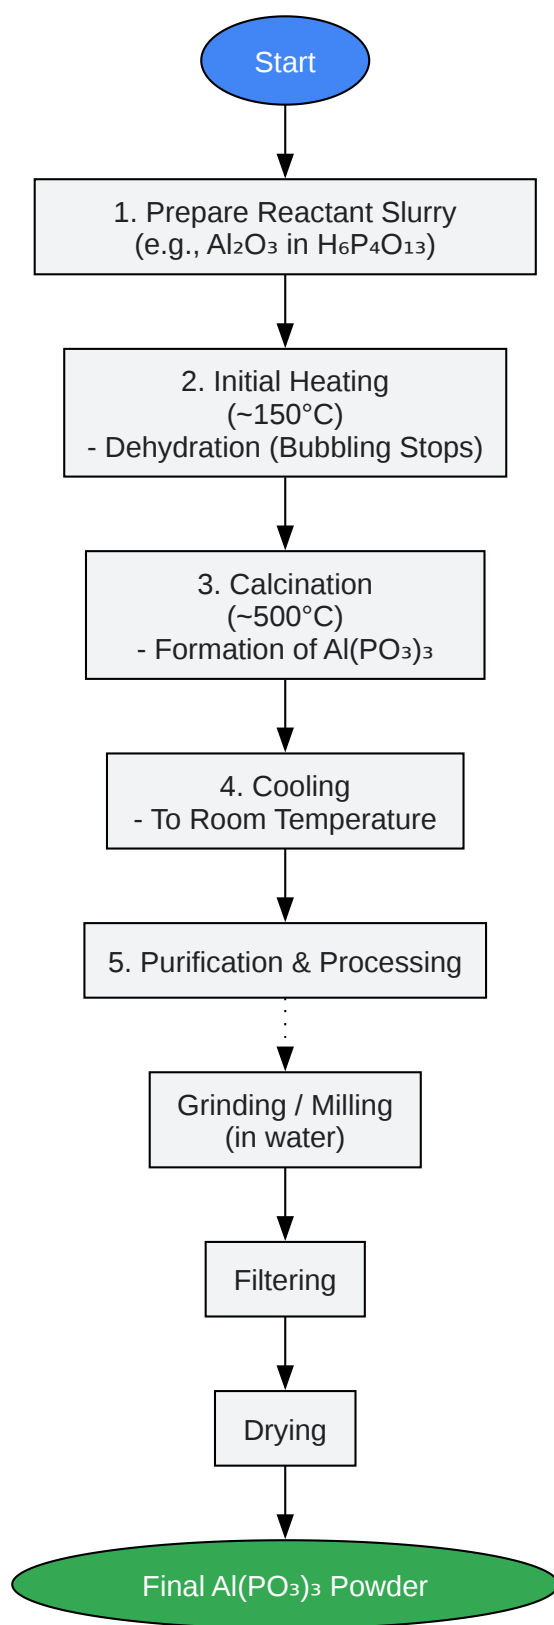 Start
1. Prepare Reactant Slurry
(e.g., Al₂O₃ in H₆P₄O₁₃)
2. Initial Heating
(~150°C)
- Dehydration (Bubbling Stops)
3. Calcination
(~500°C)
- Formation of Al(PO₃)₃
4. Cooling
- To Room Temperature
5. Purification & Processing
Grinding / Milling
(in water)
Filtering
Drying
Final Al(PO₃)₃ Powder